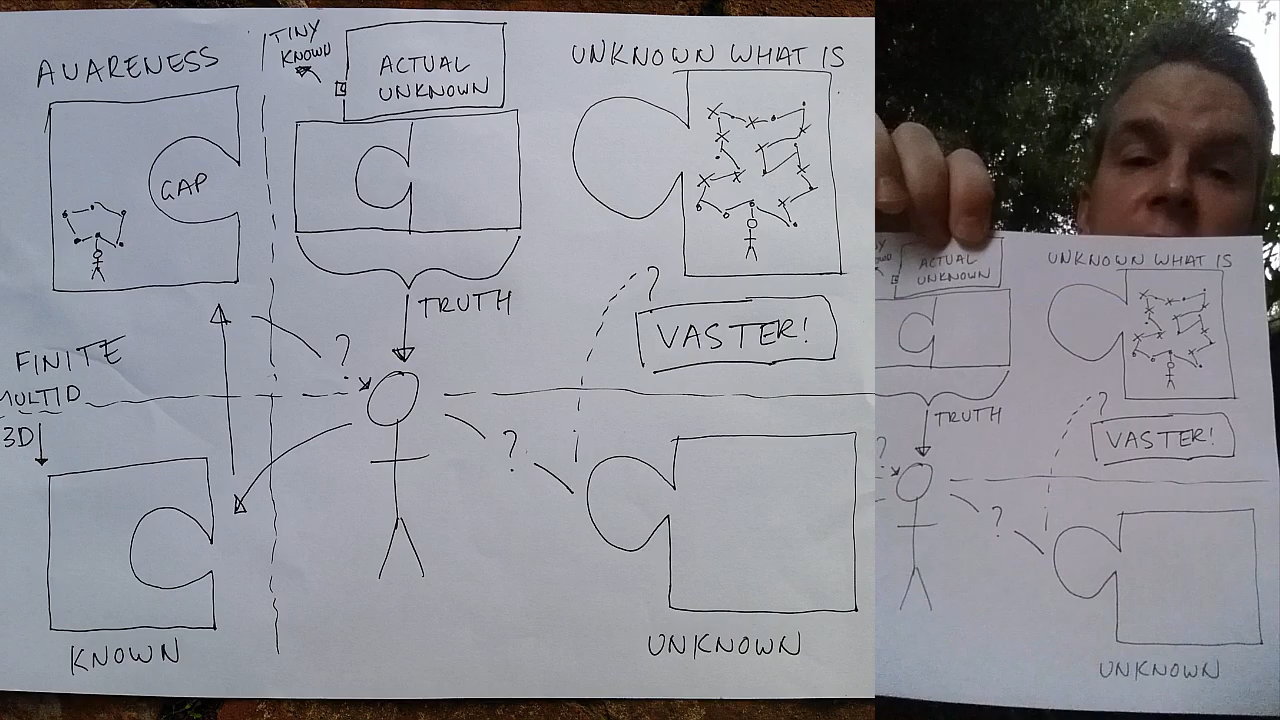 AUARENESS
TINY
KNOWN
ACTUAL
UNKNOWN
UNKNOWN WHAT IS
GAP
TRUTH
?
VASTER!
FINITE
MULTID
3D
?
?
KNOWN
UNKNOWN
ACTUAL
UNKNOWN
UNKNOWN WHAT IS
TRUTH
?
VASTER!
?
?
UNKNOWN